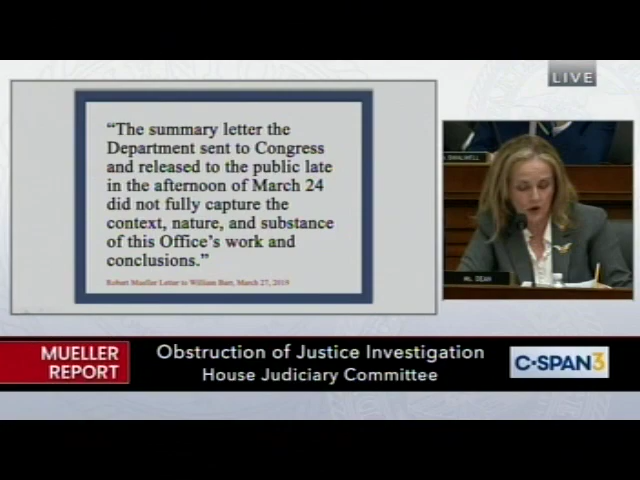 LIVE
“The summary letter the
Department sent to Congress
and released to the public late
in the afternoon of March 24
did not fully capture the
context, nature, and substance
of this Office’s work and
conclusions.”
Robert Mueller Letter to William Barr, March 27, 2019
SWALWELL
Ms. DEAN
MUELLER
REPORT
Obstruction of Justice Investigation
House Judiciary Committee
C-SPAN3